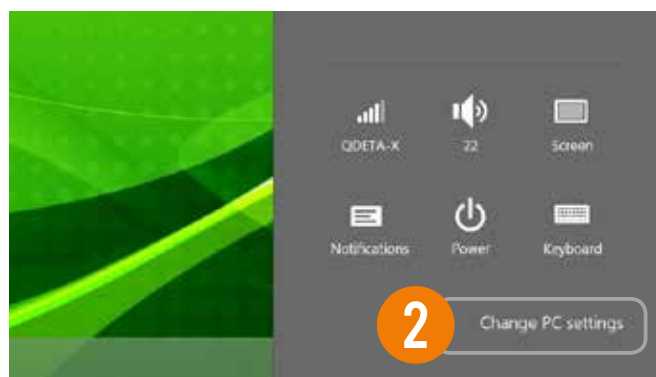 QDETA-X 22 Screen
Notifications Power Keyboard
2 Change PC settings